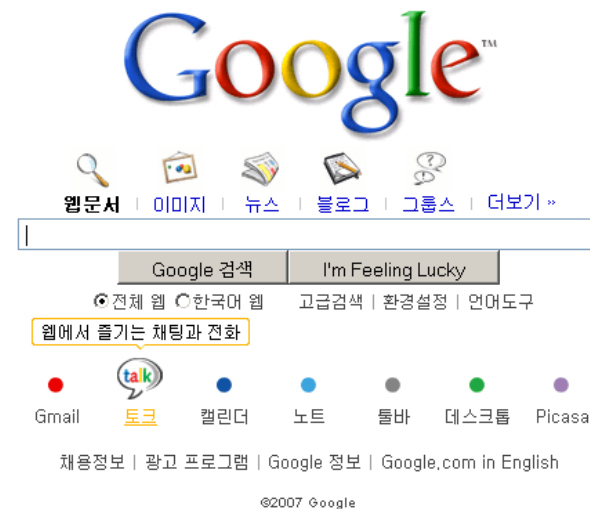 Google™
웹문서 | 이미지 | 뉴스 | 블로그 | 그룹스 | 더보기 »
Google 검색 I'm Feeling Lucky
전체 웹 한국어 웹 고급검색 | 환경설정 | 언어도구
웹에서 즐기는 채팅과 전화
talk
Gmail 토크 캘린더 노트 툴바 데스크톱 Picasa
채용정보 | 광고 프로그램 | Google 정보 | Google.com in English
©2007 Google